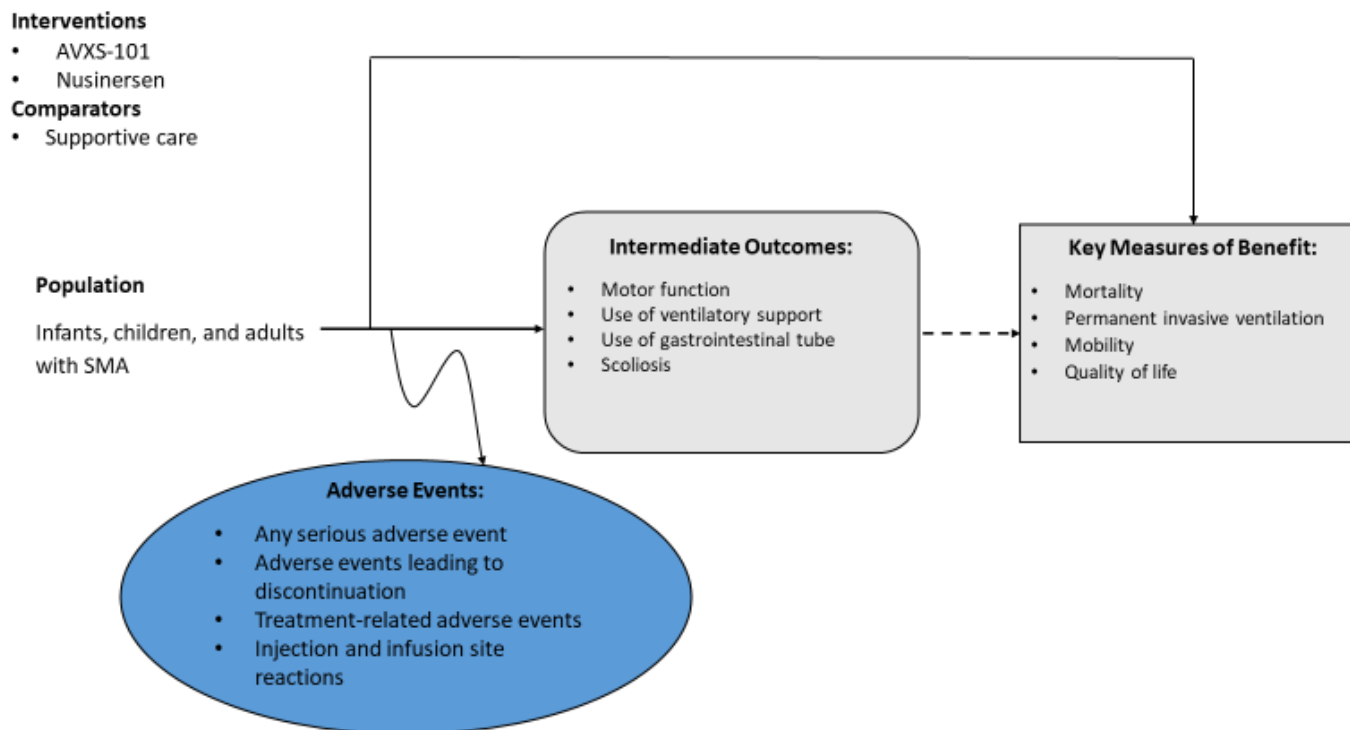 Interventions
• AVXS-101
• Nusinersen
Comparators
• Supportive care
Population
Infants, children, and adults
with SMA
Intermediate Outcomes:
• Motor function
• Use of ventilatory support
• Use of gastrointestinal tube
• Scoliosis
Key Measures of Benefit:
• Mortality
• Permanent invasive ventilation
• Mobility
• Quality of life
Adverse Events:
• Any serious adverse event
• Adverse events leading to
discontinuation
• Treatment-related adverse events
• Injection and infusion site
reactions